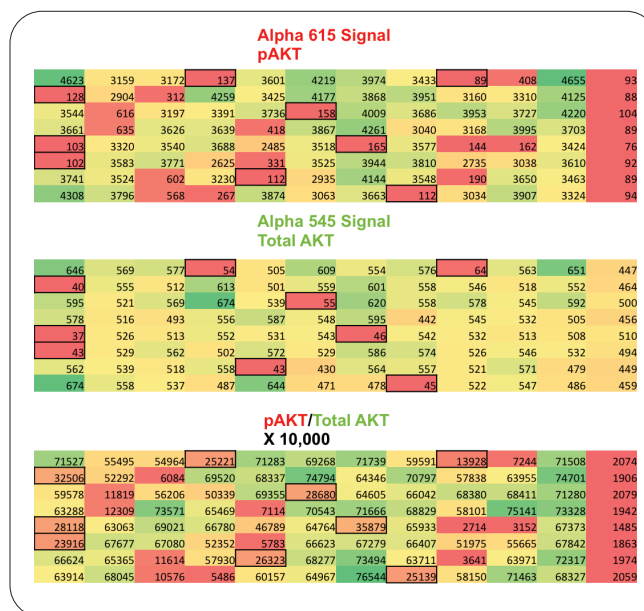 Alpha 615 Signal
pAKT
4623 3159 3172 137 3601 4219 3974 3433 89 408 4655 93
128 2904 312 4259 3425 4177 3868 3951 3160 3310 4125 88
3544 616 3197 3391 3736 158 4009 3686 3953 3727 4220 104
3661 635 3626 3639 418 3867 4261 3040 3168 3995 3703 89
103 3320 3540 3688 2485 3518 165 3577 144 162 3424 76
102 3583 3771 2625 331 3525 3944 3810 2735 3038 3610 92
3741 3524 602 3230 112 2935 4144 3548 190 3650 3463 89
4308 3796 568 267 3874 3063 3663 112 3034 3907 3324 94
Alpha 545 Signal
Total AKT
646 569 577 54 505 609 554 576 64 563 651 447
40 555 512 613 501 559 601 558 546 518 552 464
595 521 569 674 539 55 620 558 578 545 592 500
578 516 493 556 587 548 595 442 545 532 505 456
37 526 513 552 531 543 46 542 532 513 508 510
43 529 562 502 572 529 586 574 526 546 532 494
562 539 518 558 43 430 564 557 521 571 479 449
674 558 537 487 644 471 478 45 522 547 486 459
pAKT/Total AKT
X 10,000
71527 55495 54964 25221 71283 69268 71739 59591 13928 7244 71508 2074
32506 52292 6084 69520 68337 74794 64346 70797 57838 63955 74701 1906
59578 11819 56206 50339 69355 28680 64605 66042 68380 68411 71280 2079
63288 12309 73571 65469 7114 70543 71666 68829 58101 75141 73328 1942
28118 63063 69021 66780 46789 64764 35879 65933 2714 3152 67373 1485
23916 67677 67080 52352 5783 66623 67279 66407 51975 55665 67842 1863
66624 65365 11614 57930 26323 68277 73494 63711 3641 63971 72317 1974
63914 68045 10576 5486 60157 64967 76544 25139 58150 71463 68327 2059